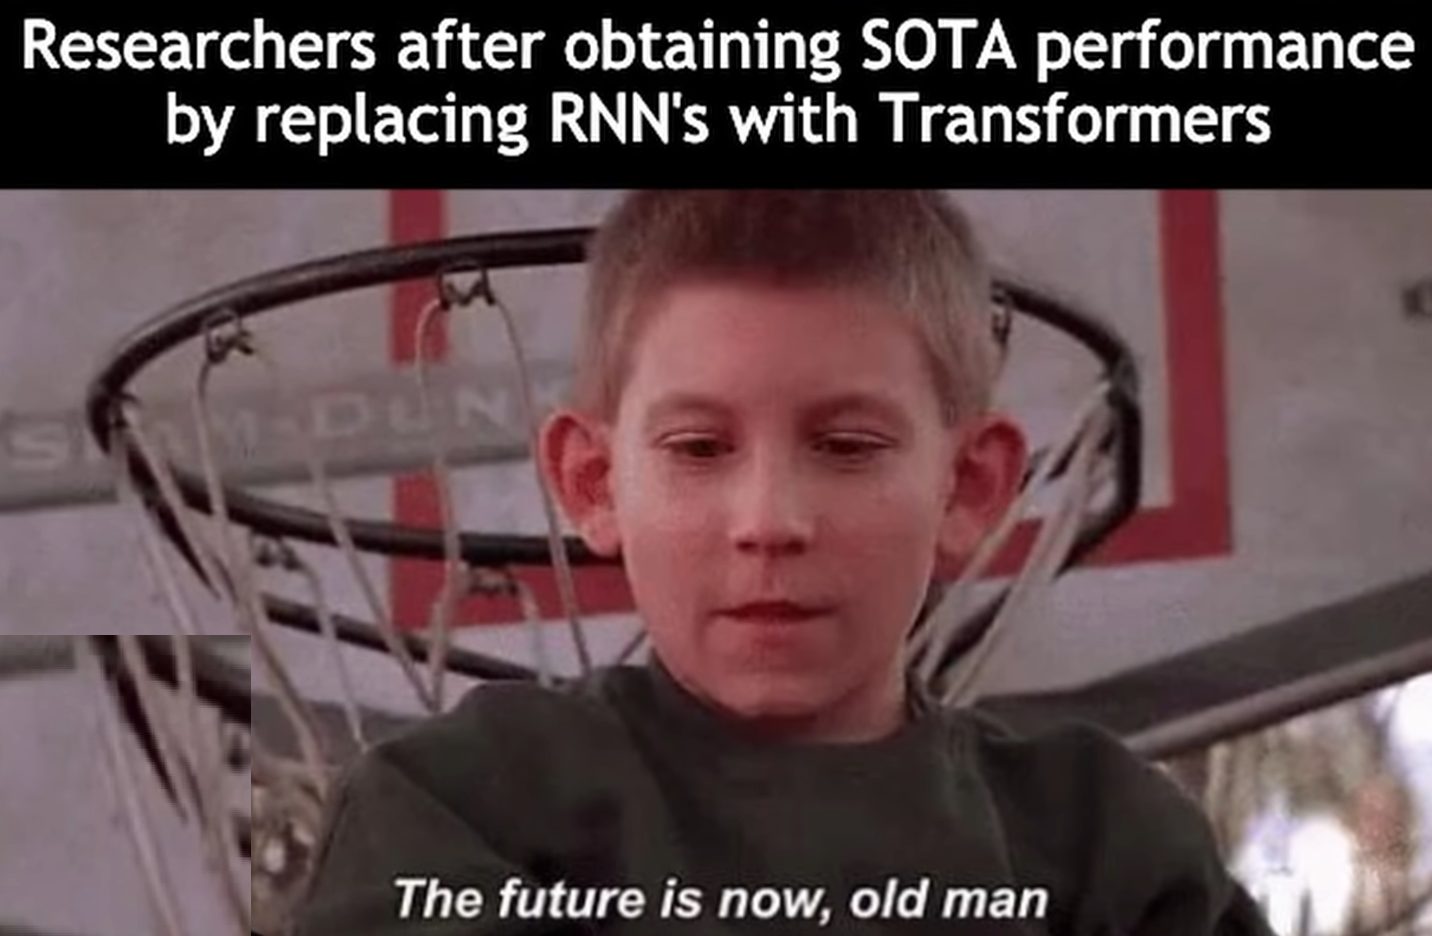 Researchers after obtaining SOTA performance
by replacing RNN's with Transformers
The future is now, old man